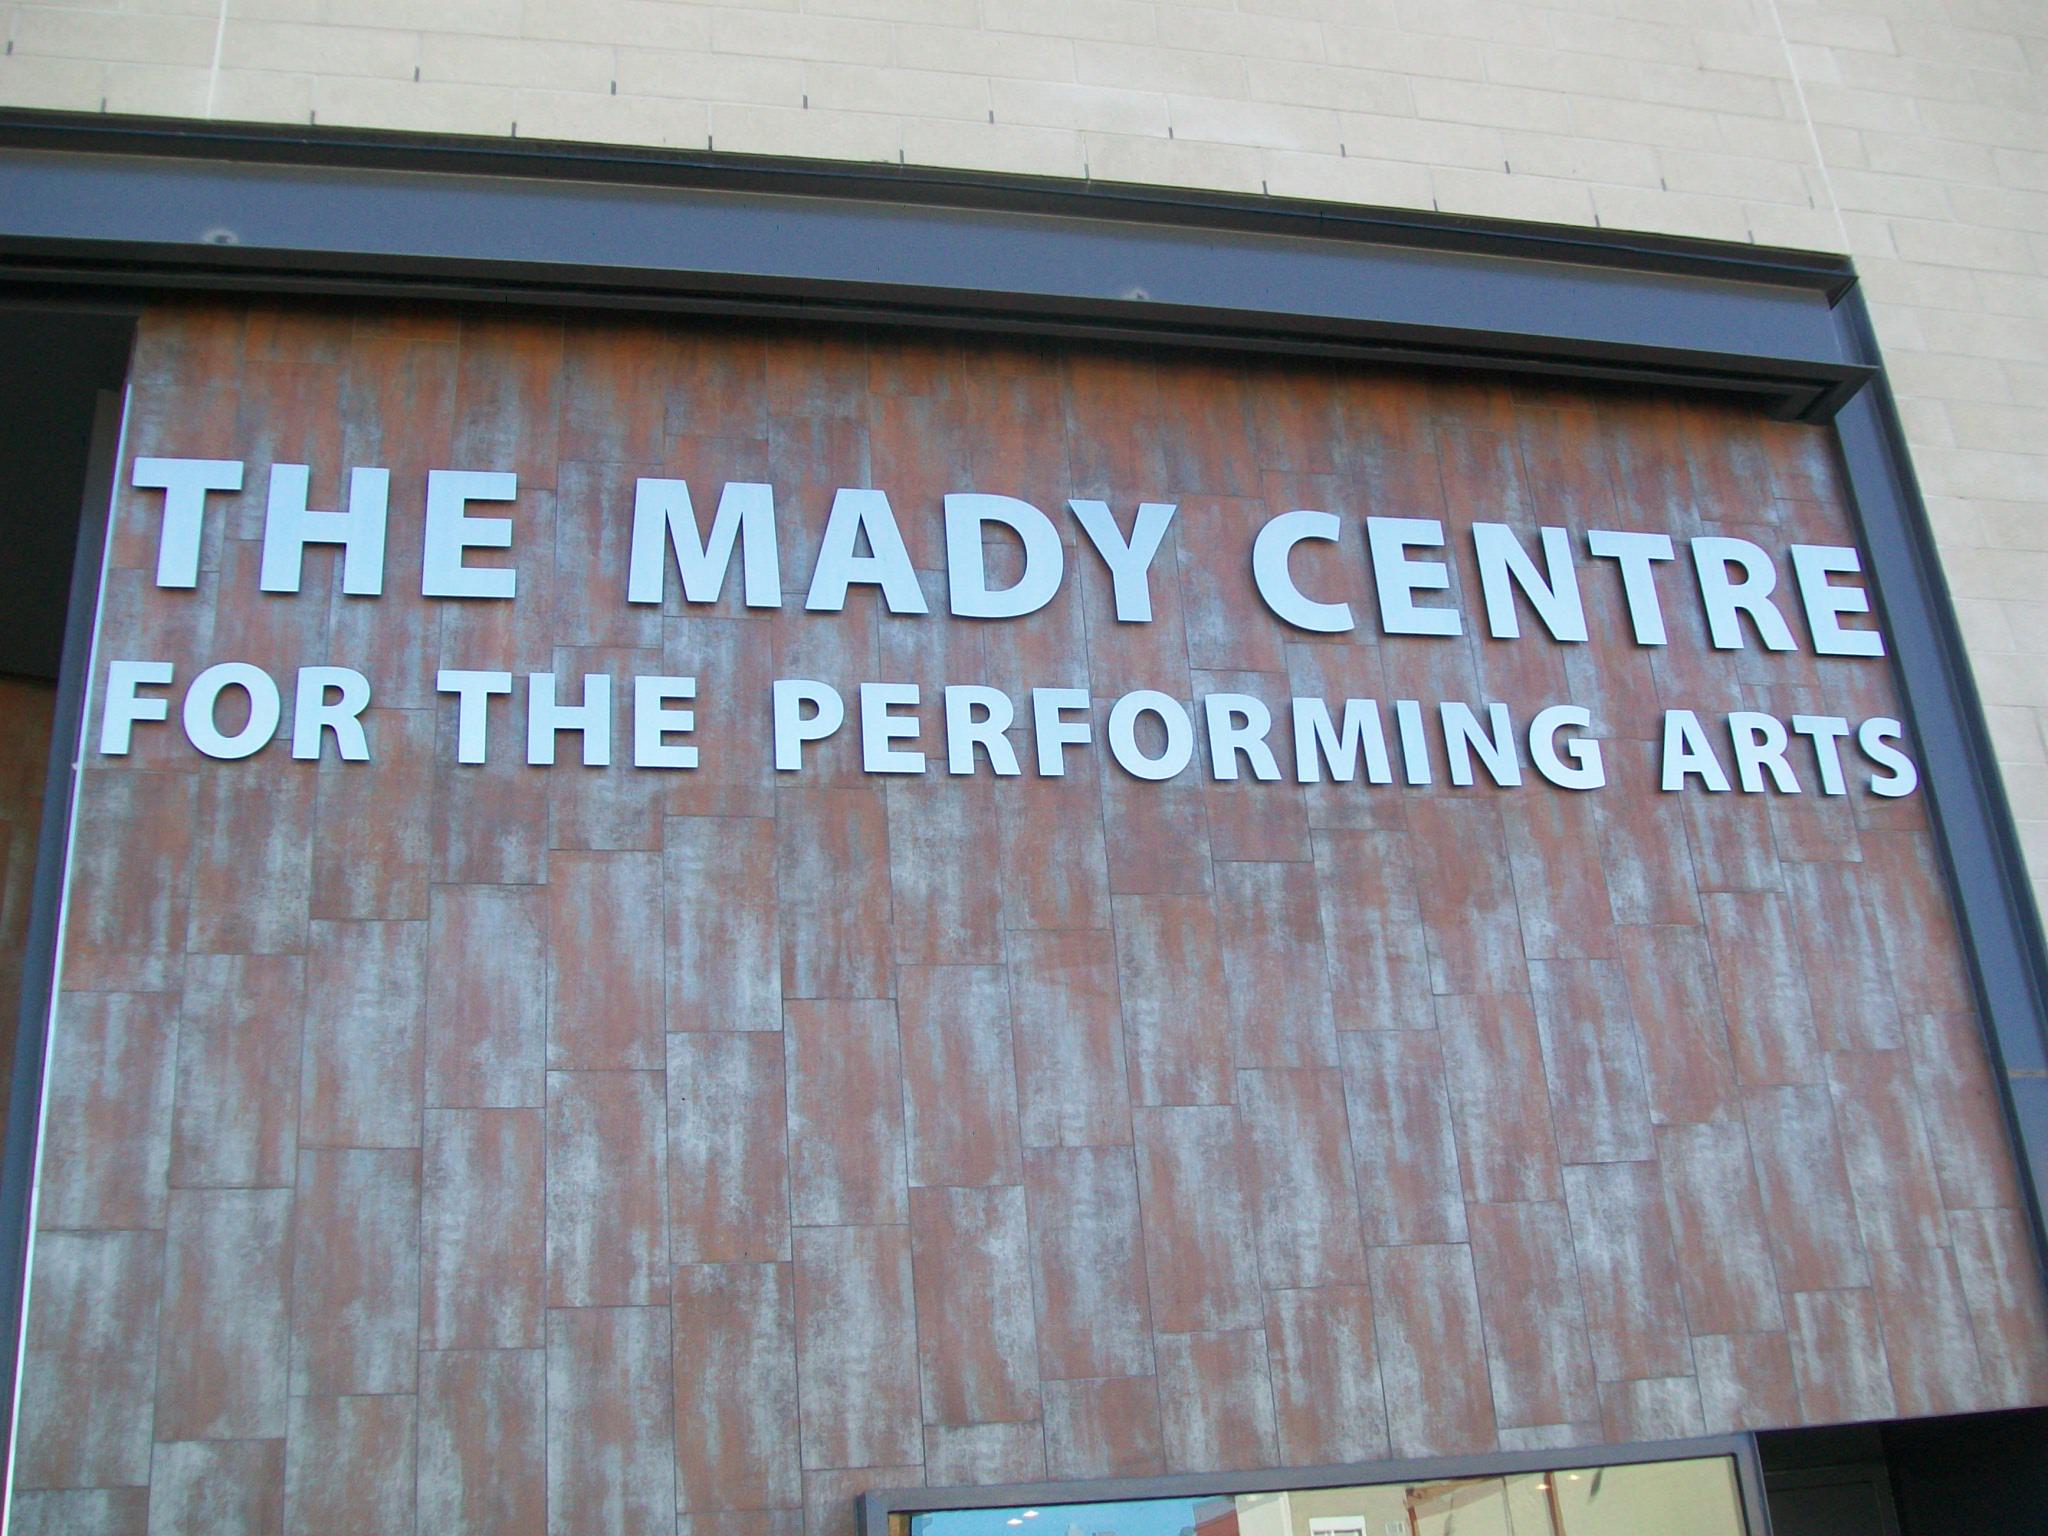 THE MADY CENTRE
FOR THE PERFORMING ARTS